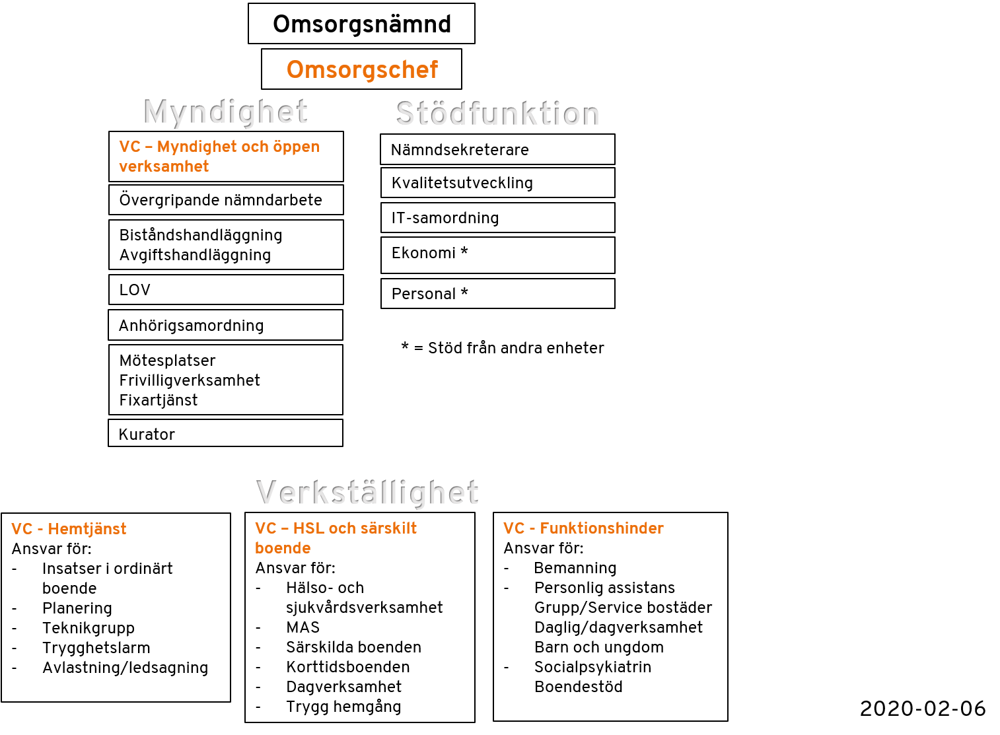 Omsorgsnämnd
Omsorgschef
Myndighet
VC – Myndighet och öppen
verksamhet
Övergripande nämndarbete
Biståndshandläggning
Avgiftshandläggning
LOV
Anhörigsamordning
Mötesplatser
Frivilligverksamhet
Fixartjänst
Kurator
Stödfunktion
Nämndsekreterare
Kvalitetsutveckling
IT-samordning
Ekonomi *
Personal *
* = Stöd från andra enheter
Verkställighet
VC - Hemtjänst
Ansvar för:
- Insatser i ordinärt
boende
- Planering
- Teknikgrupp
- Trygghetslarm
- Avlastning/ledsagning
VC – HSL och särskilt
boende
Ansvar för:
- Hälso- och
sjukvårdsverksamhet
- MAS
- Särskilda boenden
- Korttidsboenden
- Dagverksamhet
- Trygg hemgång
VC - Funktionshinder
Ansvar för:
- Bemanning
- Personlig assistans
Grupp/Service bostäder
Daglig/dagverksamhet
Barn och ungdom
- Socialpsykiatrin
Boendestöd
2020-02-06